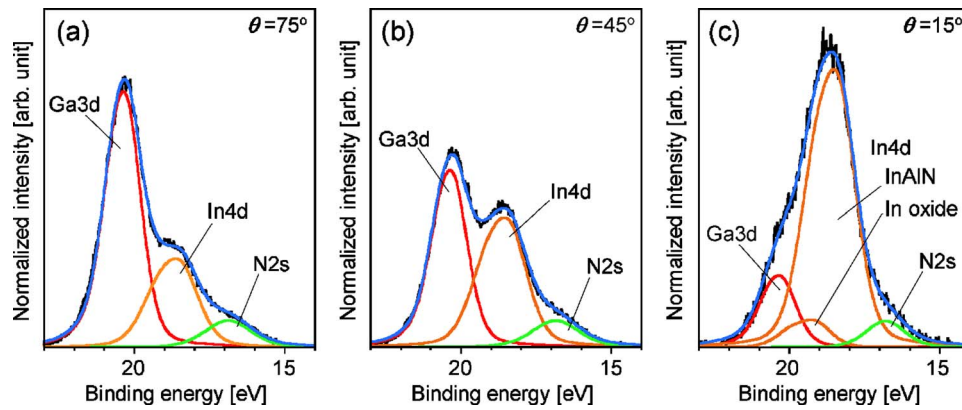 (a)
θ=75°
Normalized intensity [arb. unit]
Ga3d
In4d
N2s
20
15
Binding energy [eV]
(b)
θ=45°
Normalized intensity [arb. unit]
Ga3d
In4d
N2s
20
15
Binding energy [eV]
(c)
θ=15°
Normalized intensity [arb. unit]
In4d
InAlN
In oxide
Ga3d
N2s
20
15
Binding energy [eV]